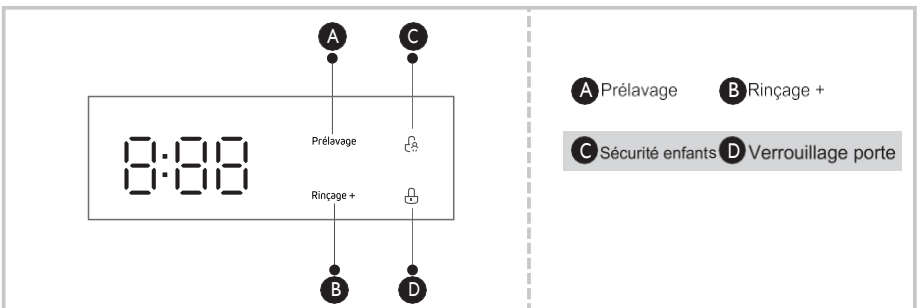 A C
8:88 Prélavage
Rinçage +
B D
A Prélavage B Rinçage +
C Sécurité enfants D Verrouillage porte